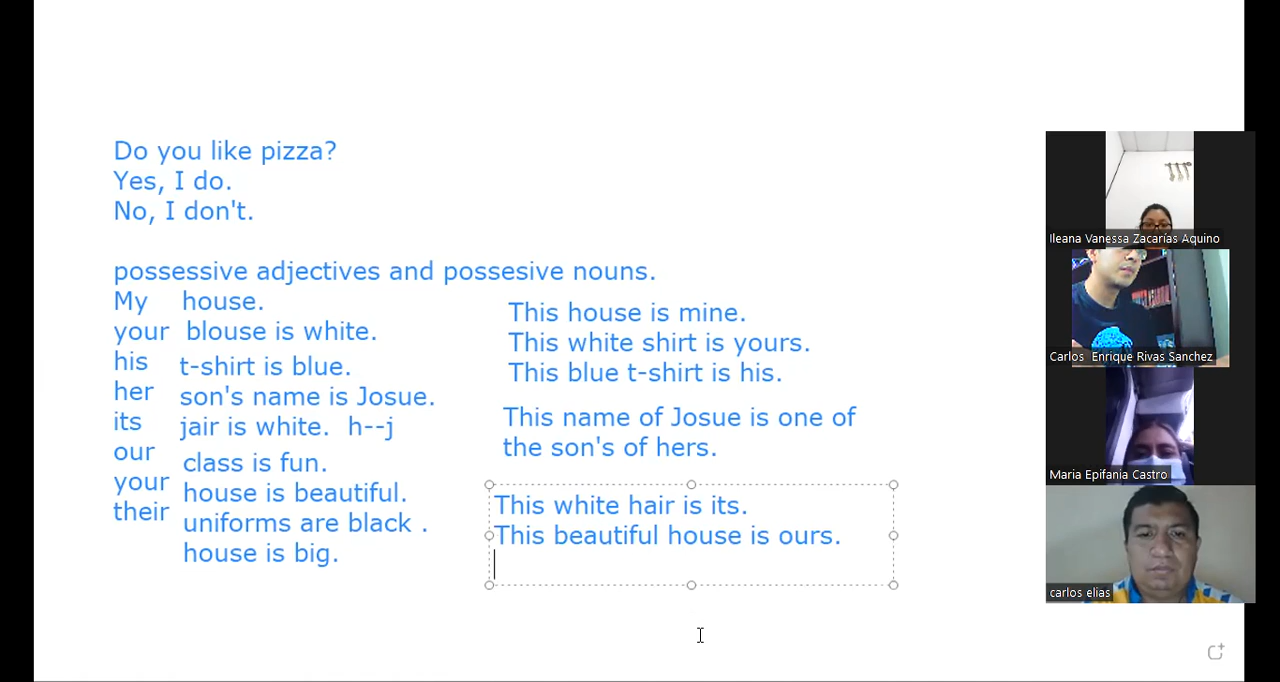 Do you like pizza?
Yes, I do.
No, I don't.
possessive adjectives and possesive nouns.
My house.
your blouse is white.
his t-shirt is blue.
her son's name is Josue.
its jair is white. h--j
our class is fun.
your house is beautiful.
their uniforms are black .
house is big.
This house is mine.
This white shirt is yours.
This blue t-shirt is his.
This name of Josue is one of
the son's of hers.
This white hair is its.
This beautiful house is ours.
Ileana Vanessa Zacarías Aquino
Carlos Enrique Rivas Sanchez
Maria Epifania Castro
carlos elias